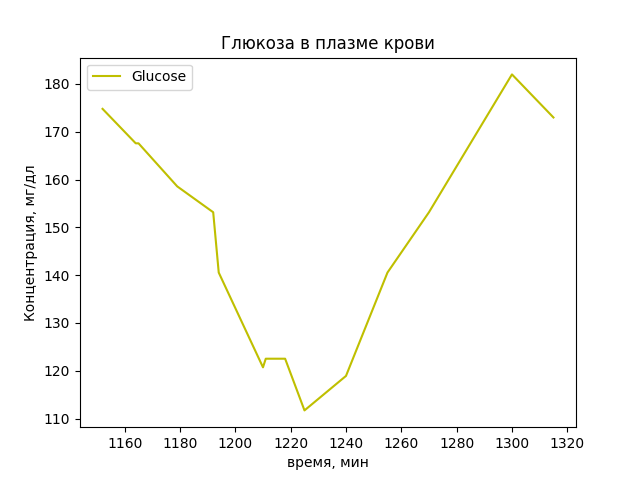 Глюкоза в плазме крови
Glucose
Концентрация, мг/дл
180
170
160
150
140
130
120
110
1160 1180 1200 1220 1240 1260 1280 1300 1320
время, мин